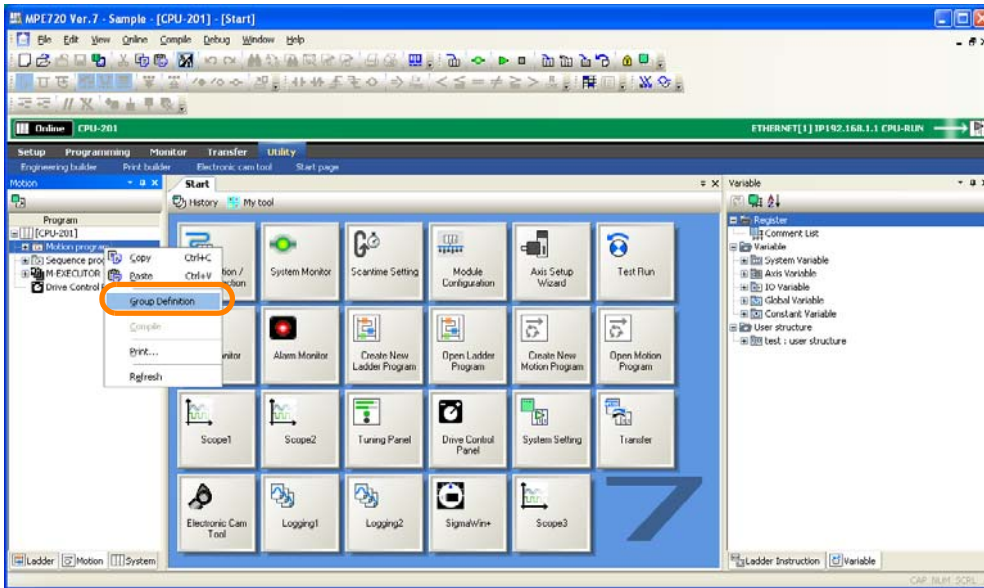 MPE720 Ver.7 - Sample - [CPU-201] - [Start]
File Edit View Online Compile Debug Window Help
Online CPU-201
ETHERNET[1] IP192.168.1.1 CPU-RUN
Setup Programming Monitor Transfer Utility
Engineering builder Print builder Electronic cam tool Start page
Motion
Start
Variable
History My tool
Program
[CPU-201]
Motion program
Sequence pro
M-EXECUTOR
Drive Control
Copy Ctrl+C
Paste Ctrl+V
Group Definition
Compile
Print...
Refresh
System Monitor
Scantime Setting
Module Configuration
Axis Setup Wizard
Test Run
Alarm Monitor
Create New Ladder Program
Open Ladder Program
Create New Motion Program
Open Motion Program
Scope1
Scope2
Tuning Panel
Drive Control Panel
System Setting
Transfer
Electronic Cam Tool
Logging1
Logging2
SigmaWin+
Scope3
7
Register
Comment List
Variable
System Variable
Axis Variable
IO Variable
Global Variable
Constant Variable
User structure
test : user structure
Ladder Motion System
Ladder Instruction Variable
CAP NUM SCRL